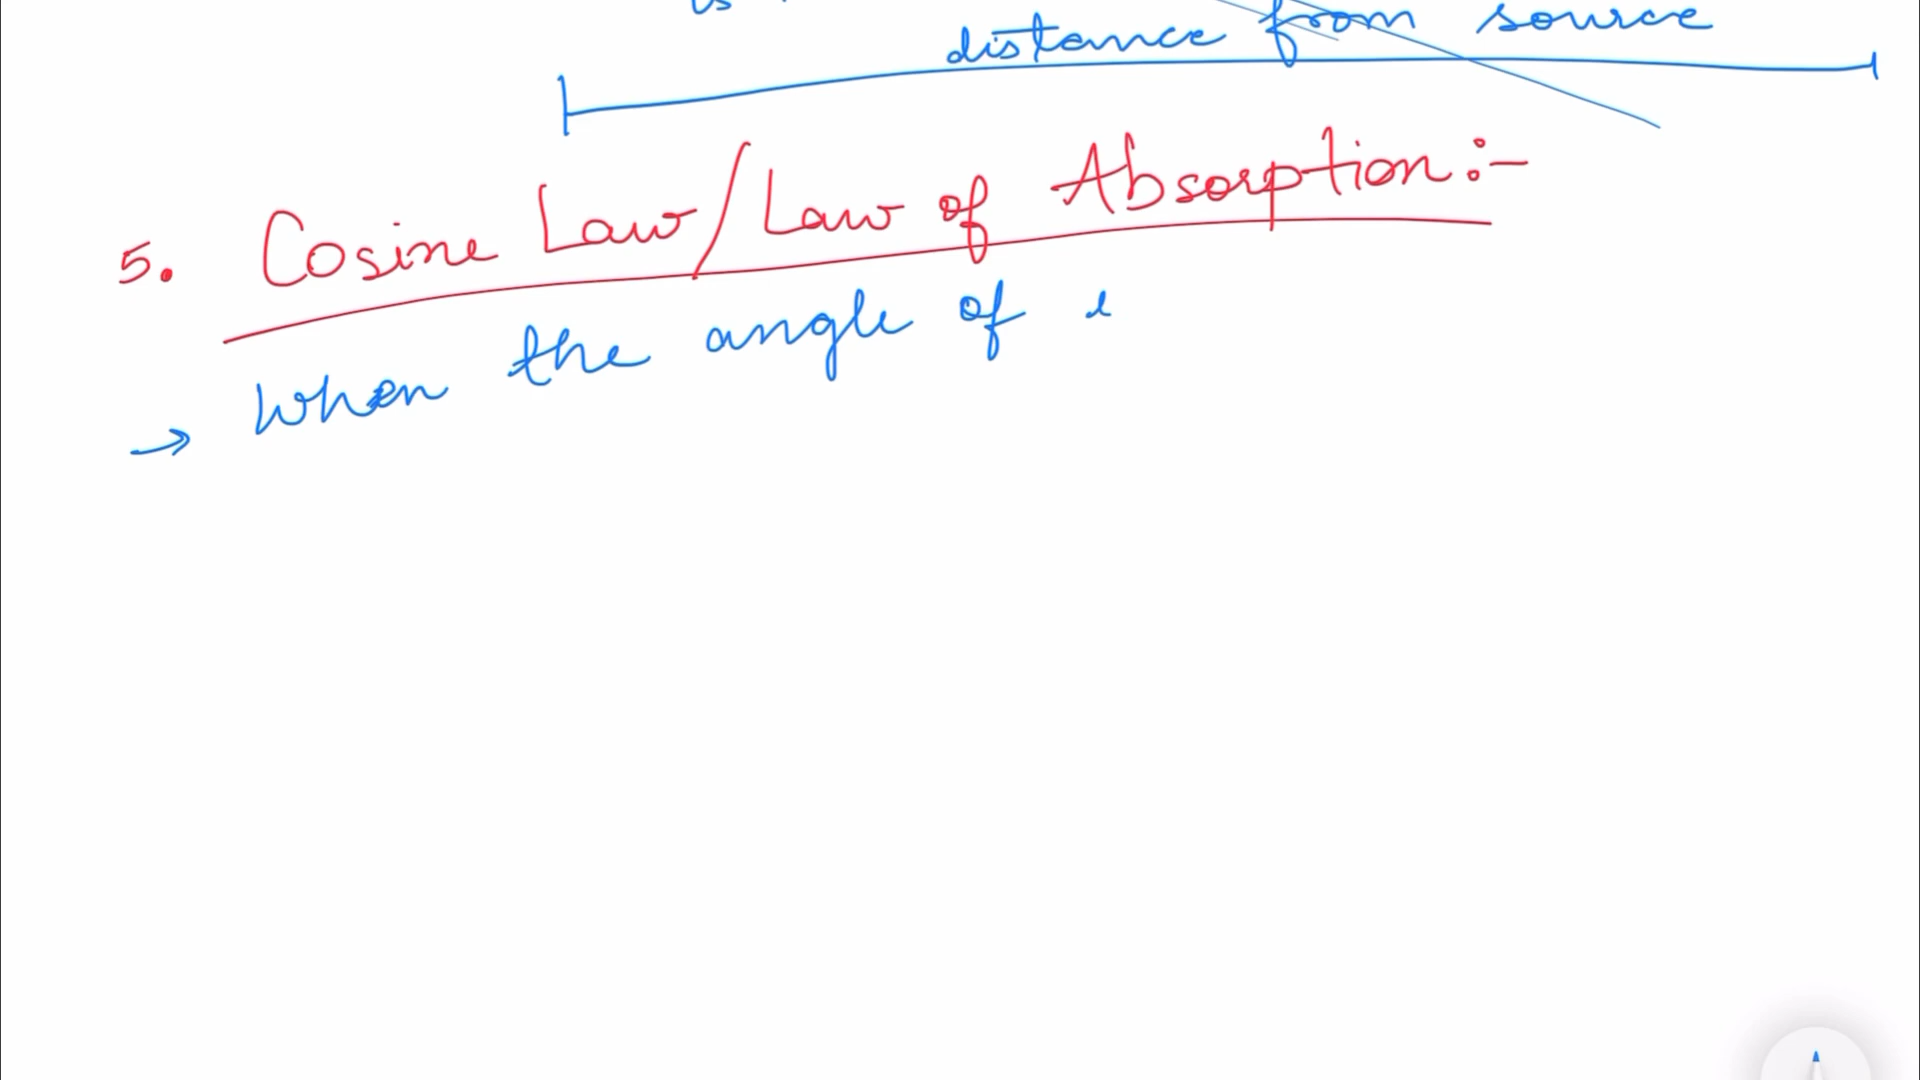 distance from source
5. Cosine Law/Law of Absorption:-
→ When the angle of i